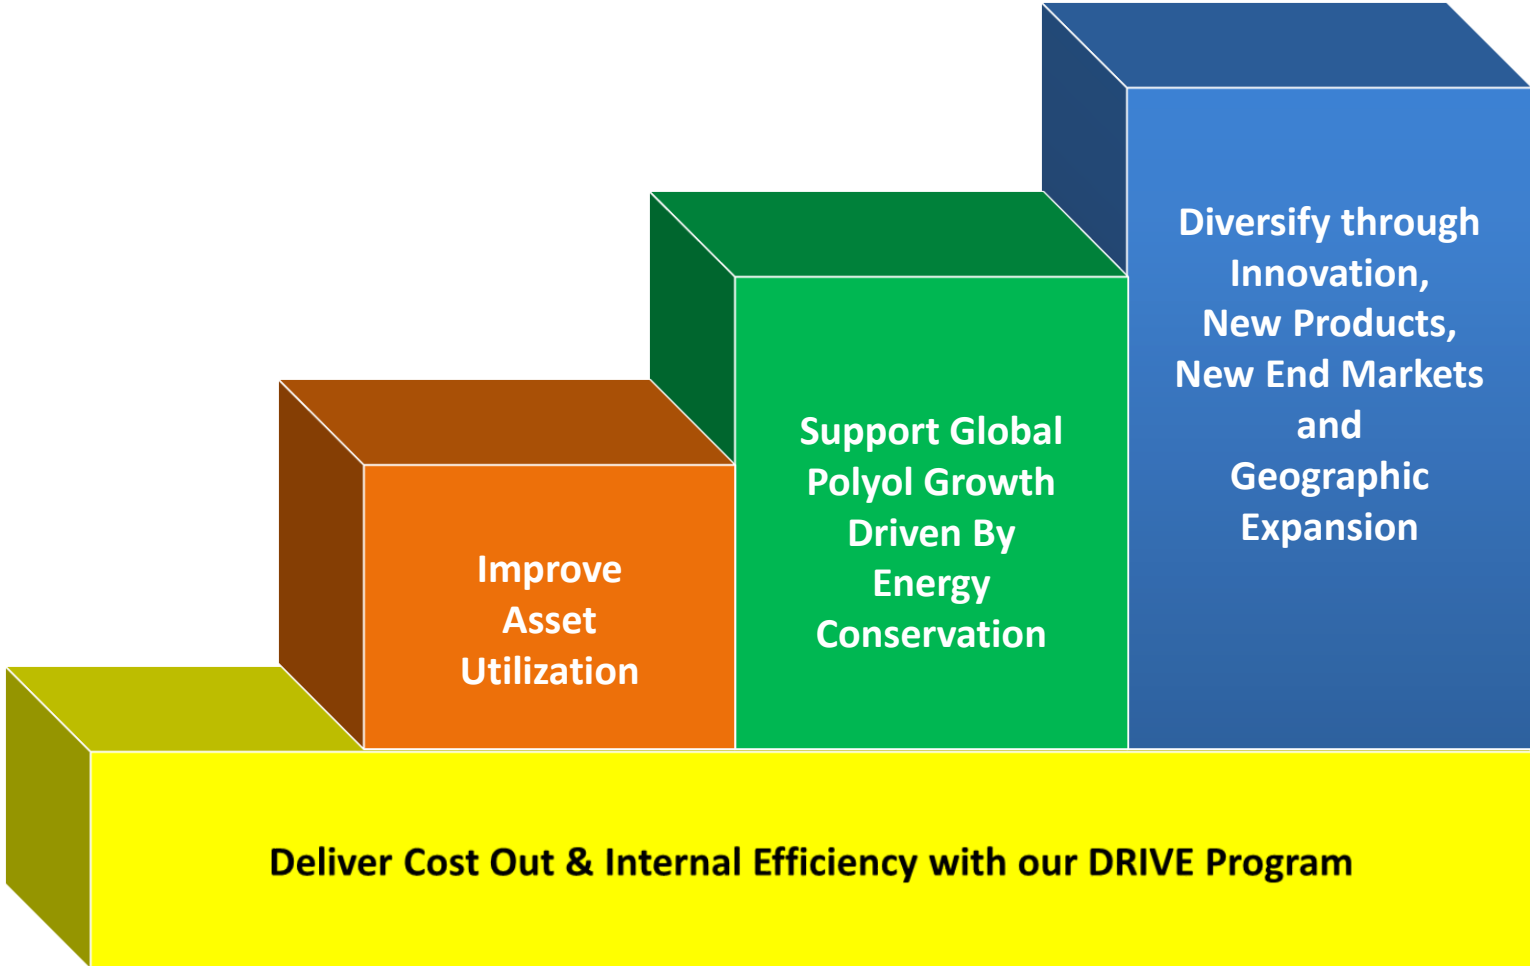 Improve
Asset
Utilization
Support Global
Polyol Growth
Driven By
Energy
Conservation
Diversify through
Innovation,
New Products,
New End Markets
and
Geographic
Expansion
Deliver Cost Out & Internal Efficiency with our DRIVE Program